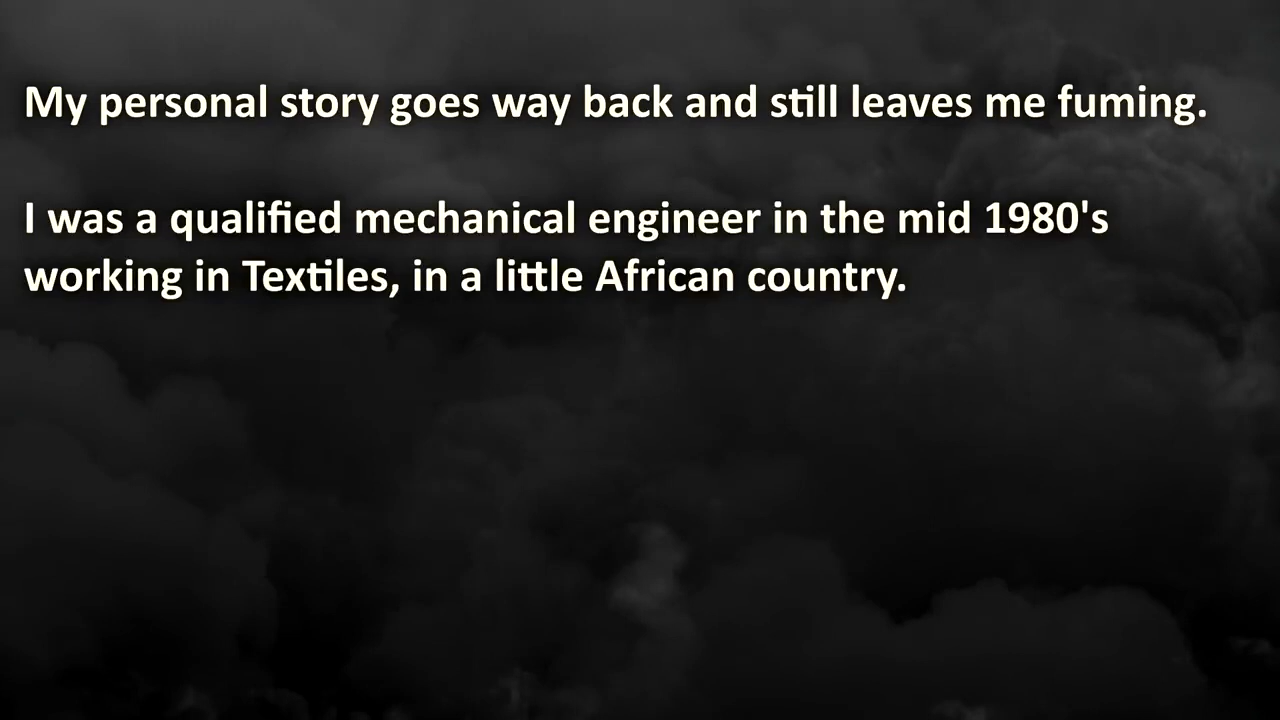 My personal story goes way back and still leaves me fuming.
I was a qualified mechanical engineer in the mid 1980's
working in Textiles, in a little African country.